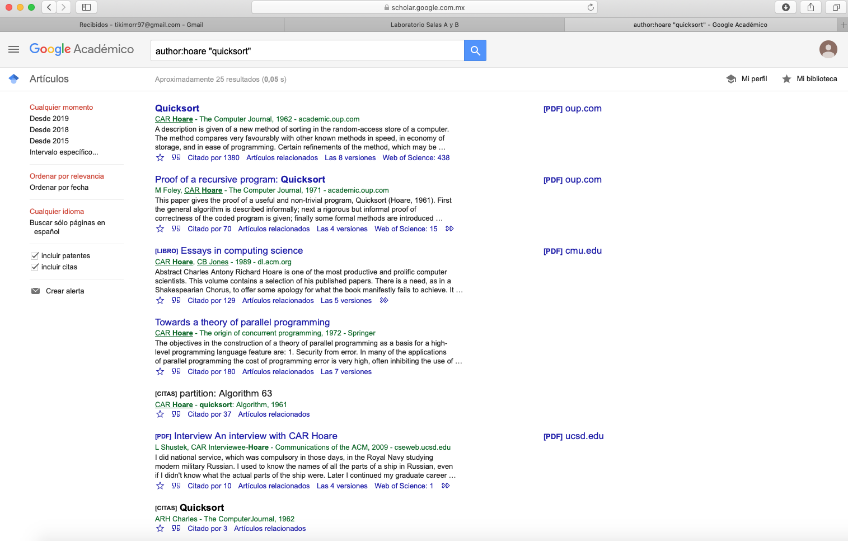 scholar.google.com.mx
Recibidos - tikimorr97@gmail.com - Gmail
Laboratorio Salas A y B
author:hoare "quicksort" - Google Académico
Google Académico
author:hoare "quicksort"
Artículos
Aproximadamente 25 resultados (0,05 s)
Mi perfil
Mi biblioteca
Cualquier momento
Desde 2019
Desde 2018
Desde 2015
Intervalo específico...
Ordenar por relevancia
Ordenar por fecha
Cualquier idioma
Buscar sólo páginas en
español
Incluir patentes
Incluir citas
Crear alerta
Quicksort
[PDF] oup.com
CAR Hoare - The Computer Journal, 1962 - academic.oup.com
A description is given of a new method of sorting in the random-access store of a computer.
The method compares very favourably with other known methods in speed, in economy of
storage, and in ease of programming. Certain refinements of the method, which may be ...
Citado por 1380 Artículos relacionados Las 8 versiones Web of Science: 438
Proof of a recursive program: Quicksort
[PDF] oup.com
M Foley, CAR Hoare - The Computer Journal, 1971 - academic.oup.com
This paper gives the proof of a useful and non-trivial program, Quicksort (Hoare, 1961). First
the general algorithm is described informally; next a rigorous but informal proof of
correctness of the coded program is given; finally some formal methods are introduced ...
Citado por 70 Artículos relacionados Las 4 versiones Web of Science: 15
[LIBRO] Essays in computing science
[PDF] cmu.edu
CAR Hoare, CB Jones - 1989 - dl.acm.org
Abstract Charles Antony Richard Hoare is one of the most productive and prolific computer
scientists. This volume contains a selection of his published papers. There is a need, as in a
Shakespearian Chorus, to offer some apology for what the book manifestly fails to achieve. It ...
Citado por 129 Artículos relacionados Las 5 versiones
Towards a theory of parallel programming
CAR Hoare - The origin of concurrent programming, 1972 - Springer
The objectives in the construction of a theory of parallel programming as a basis for a high-
level programming language feature are: 1. Security from error. In many of the applications
of parallel programming the cost of programming error is very high, often inhibiting the use of ...
Citado por 180 Artículos relacionados Las 7 versiones
[CITAS] partition: Algorithm 63
CAR Hoare - quicksort: Algorithm, 1961
Citado por 37 Artículos relacionados
[PDF] Interview An interview with CAR Hoare
[PDF] ucsd.edu
L Shustek, CAR Interviewee-Hoare - Communications of the ACM, 2009 - cseweb.ucsd.edu
I did national service, which was compulsory in those days, in the Royal Navy studying
modern military Russian. I used to know the names of all the parts of a ship in Russian, even
if I didn't know what the actual parts of the ship were. Later I continued my graduate career ...
Citado por 10 Artículos relacionados Las 4 versiones Web of Science: 1
[CITAS] Quicksort
ARH Charles - The ComputerJournal, 1962
Citado por 3 Artículos relacionados